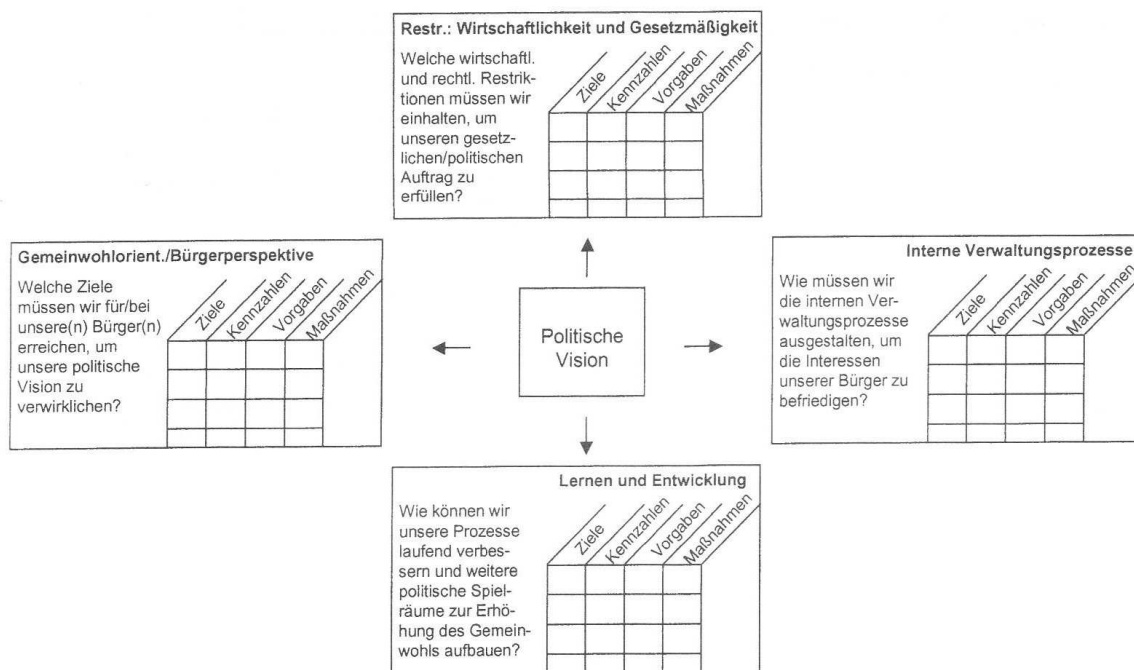 Restr.: Wirtschaftlichkeit und Gesetzmäßigkeit
Welche wirtschaftl.
und rechtl. Restrik-
tionen müssen wir
einhalten, um
unseren gesetz-
lichen/politischen
Auftrag zu
erfüllen?
Ziele
Kennzahlen
Vorgaben
Maßnahmen
Gemeinwohlorient./Bürgerperspektive
Welche Ziele
müssen wir für/bei
unsere(n) Bürger(n)
erreichen, um
unsere politische
Vision zu
verwirklichen?
Ziele
Kennzahlen
Vorgaben
Maßnahmen
Politische
Vision
Interne Verwaltungsprozesse
Wie müssen wir
die internen Ver-
waltungsprozesse
ausgestalten, um
die Interessen
unserer Bürger zu
befriedigen?
Ziele
Kennzahlen
Vorgaben
Maßnahmen
Lernen und Entwicklung
Wie können wir
unsere Prozesse
laufend verbes-
sern und weitere
politische Spiel-
räume zur Erhö-
hung des Gemein-
wohls aufbauen?
Ziele
Kennzahlen
Vorgaben
Maßnahmen